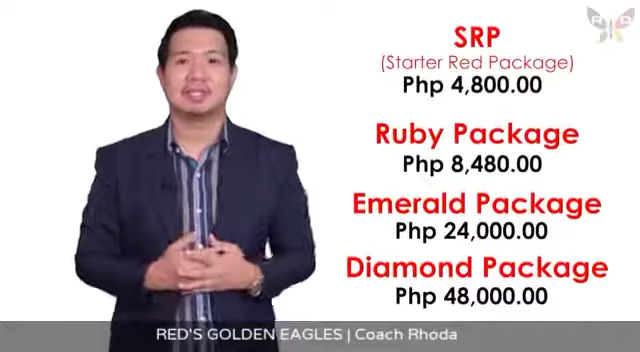 SRP
(Starter Red Package)
Php 4,800.00
Ruby Package
Php 8,480.00
Emerald Package
Php 24,000.00
Diamond Package
Php 48,000.00
RED'S GOLDEN EAGLES | Coach Rhoda